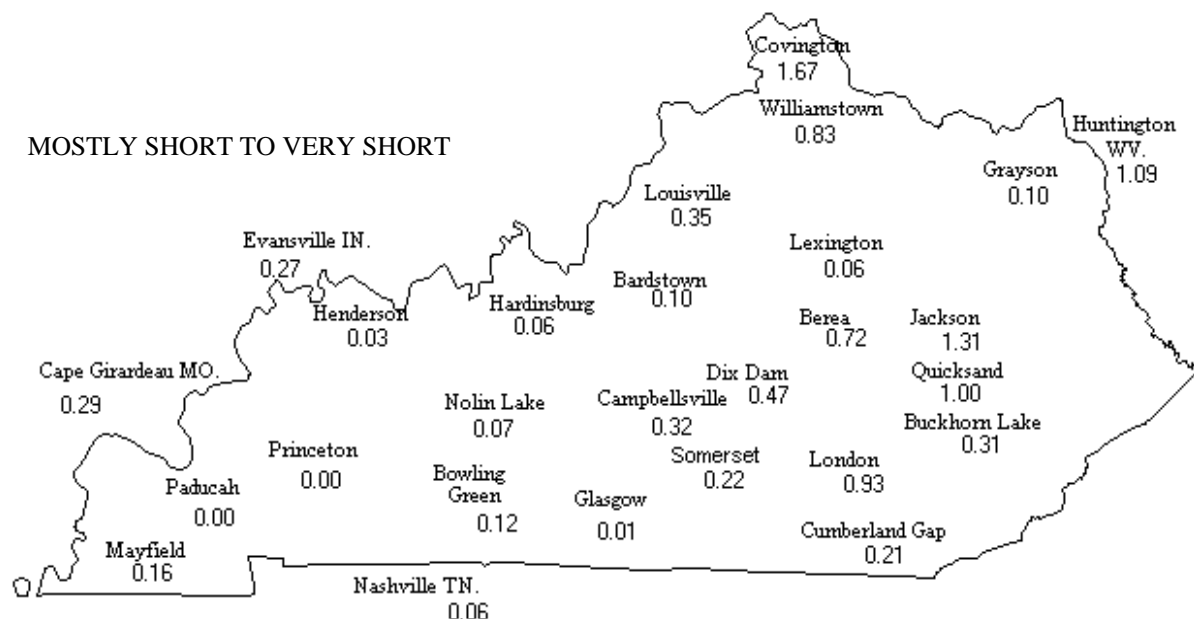 Covington
1.67
Williamstown
0.83
Huntington
WV.
1.09
MOSTLY SHORT TO VERY SHORT
Grayson
0.10
Louisville
0.35
Evansville IN.
0.27
Lexington
0.06
Bardstown
0.10
Hardinsburg
0.06
Henderson
0.03
Berea
0.72
Jackson
1.31
Cape Girardeau MO.
0.29
Dix Dam
0.47
Quicksand
1.00
Nolin Lake
0.07
Campbellsville
0.32
Buckhorn Lake
0.31
Princeton
0.00
Somerset
0.22
London
0.93
Paducah
0.00
Bowling
Green
0.12
Glasgow
0.01
Cumberland Gap
0.21
Mayfield
0.16
Nashville TN.
0.06